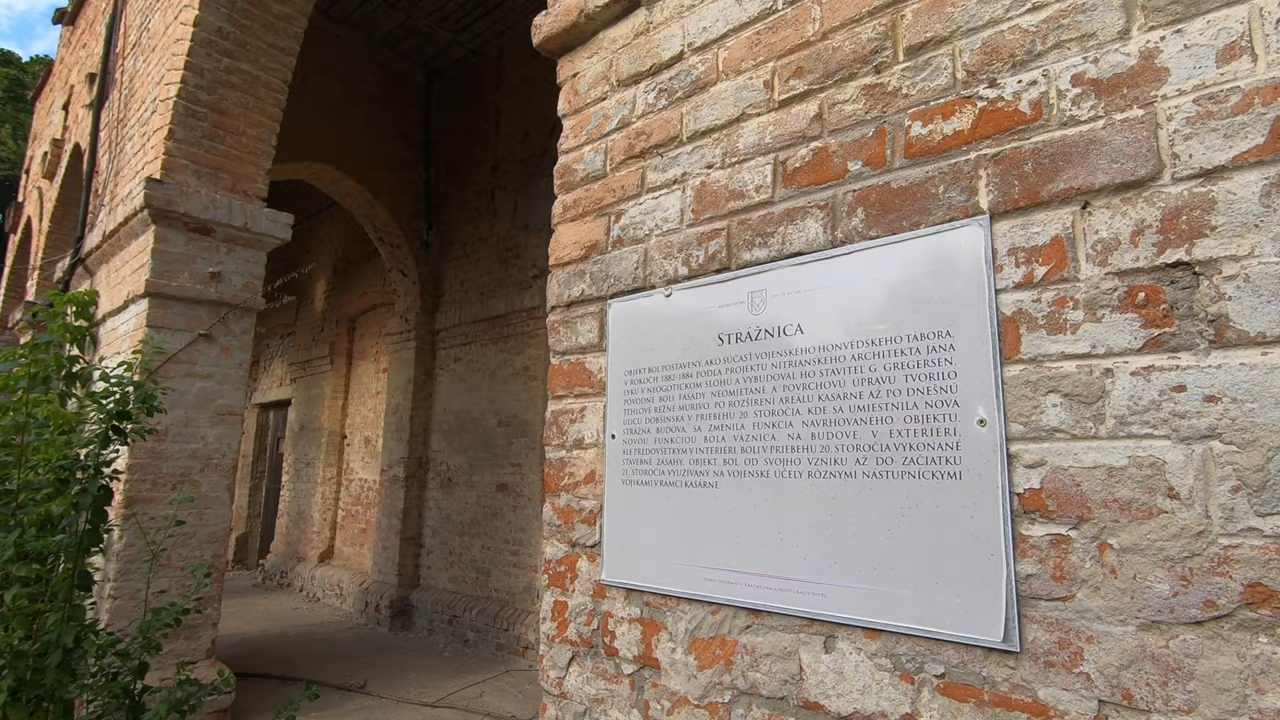 STRÁŽNICA
OBJEKT BOL POSTAVENÝ, AKO SÚČASŤ VOJENSKÉHO HONVÉDSKEHO TÁBORA,
V ROKOCH 1882-1884 PODĽA PROJEKTU NITRIANSKEHO ARCHITEKTA JANA
LYKU V NEOGOTICKOM SLOHU A VYBUDOVAL HO STAVITEĽ G. GREGERSEN.
PÔVODNE BOLI FASÁDY NEOMIETANÉ A POVRCHOVÚ ÚPRAVU TVORILO
TEHLOVÉ REŽNÉ MURIVO. PO ROZŠÍRENÍ AREÁLU KASÁRNE AŽ PO DNEŠNÚ
ULICU DOBŠINSKÁ V PRIEBEHU 20. STOROČIA, KDE SA UMIESTNILA NOVÁ
STRÁŽNA BUDOVA, SA ZMENILA FUNKCIA NAVRHOVANÉHO OBJEKTU.
NOVOU FUNKCIOU BOLA VÄZNICA. NA BUDOVE, V EXTERIÉRI,
ALE PREDOVŠETKÝM V INTERIÉRI, BOLI V PRIEBEHU 20. STOROČIA VYKONANÉ
STAVEBNÉ ZÁSAHY. OBJEKT BOL OD SVOJHO VZNIKU AŽ DO ZAČIATKU
21. STOROČIA VYUŽÍVANÝ NA VOJENSKÉ ÚČELY RÔZNYMI NÁSTUPNÍCKYMI
VOJSKAMI V RÁMCI KASÁRNE.